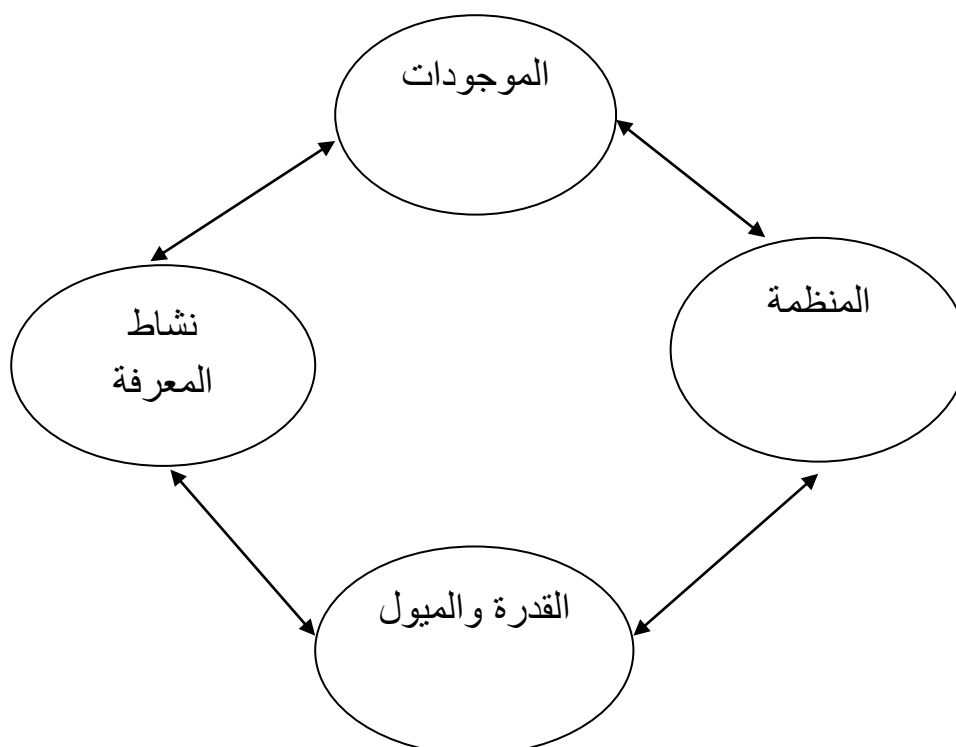 الموجودات
المنظمة
نشاط
المعرفة
القدرة والميول